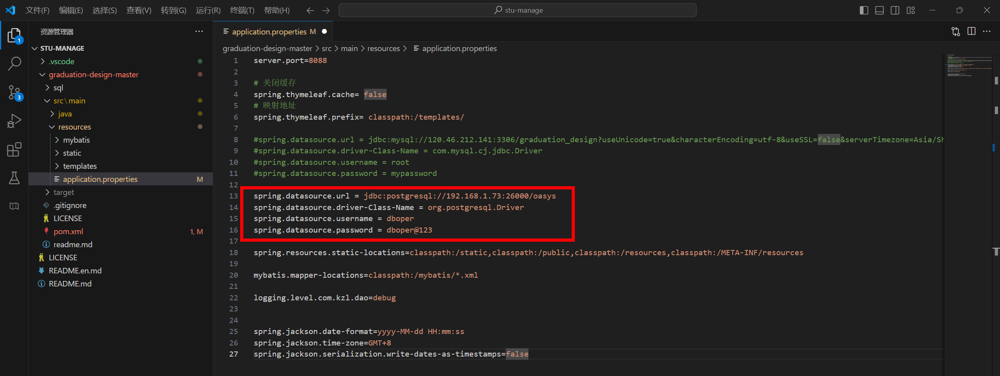 文件(F) 编辑(E) 选择(S) 查看(V) 转到(G) 运行(R) 终端(T) 帮助(H) stu-manage
资源管理器
1
3
STU-MANAGE
.vscode
graduation-design-master
sql
src\main
java
resources
mybatis
static
templates
application.properties M
target
.gitignore
LICENSE
pom.xml 1, M
readme.md
LICENSE
README.en.md
README.md
application.properties M
graduation-design-master > src > main > resources > application.properties
1 server.port=8088
2
3 # 关闭缓存
4 spring.thymeleaf.cache= false
5 # 映射地址
6 spring.thymeleaf.prefix= classpath:/templates/
7
8 #spring.datasource.url = jdbc:mysql://120.46.212.141:3306/graduation_design?useUnicode=true&characterEncoding=utf-8&useSSL=false&serverTimezone=Asia/Sh
9 #spring.datasource.driver-Class-Name = com.mysql.cj.jdbc.Driver
10 #spring.datasource.username = root
11 #spring.datasource.password = mypassword
12
13 spring.datasource.url = jdbc:postgresql://192.168.1.73:26000/oasys
14 spring.datasource.driver-Class-Name = org.postgresql.Driver
15 spring.datasource.username = dboper
16 spring.datasource.password = dboper@123
17
18 spring.resources.static-locations=classpath:/static,classpath:/public,classpath:/resources,classpath:/META-INF/resources
19
20 mybatis.mapper-locations=classpath:/mybatis/*.xml
21
22 logging.level.com.kzl.dao=debug
23
24
25 spring.jackson.date-format=yyyy-MM-dd HH:mm:ss
26 spring.jackson.time-zone=GMT+8
27 spring.jackson.serialization.write-dates-as-timestamps=false